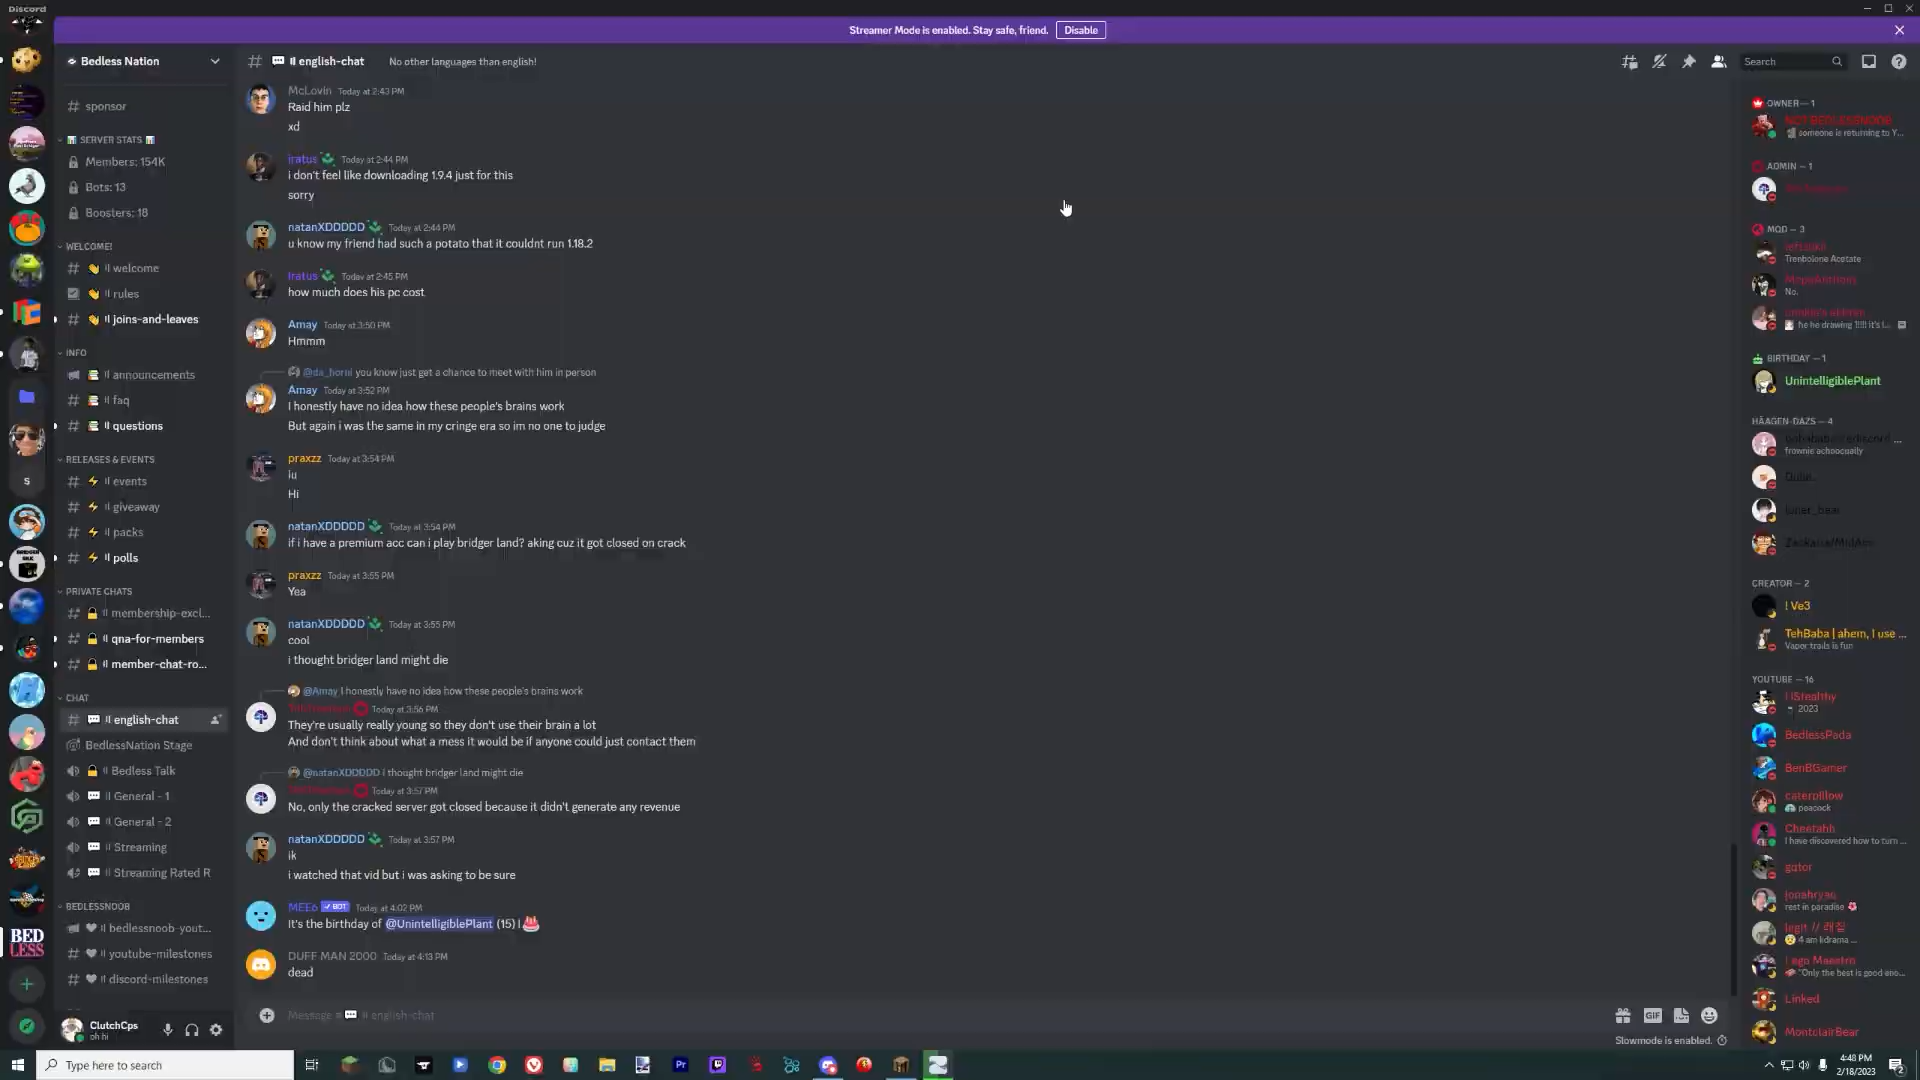 Discord
Streamer Mode is enabled. Stay safe, friend.
Disable
Bedless Nation
english-chat
No other languages than english!
Search
sponsor
SERVER STATS
Members: 154K
Bots: 13
Boosters: 18
WELCOME!
welcome
rules
joins-and-leaves
INFO
announcements
faq
questions
RELEASES & EVENTS
events
giveaway
packs
polls
PRIVATE CHATS
membership-excl...
qna-for-members
member-chat-ro...
CHAT
english-chat
BedlessNation Stage
Bedless Talk
General - 1
General - 2
Streaming
Streaming Rated R
BEDLESSNOOB
bedlessnoob-yout...
youtube-milestones
discord-milestones
S
BED
LESS
ClutchCps
oh hi
McLovin Today at 2:43 PM
Raid him plz
xd
iratus Today at 2:44 PM
i don't feel like downloading 1.9.4 just for this
sorry
natanXDDDDD Today at 2:44 PM
u know my friend had such a potato that it couldnt run 1.18.2
iratus Today at 2:45 PM
how much does his pc cost
Amay Today at 3:50 PM
Hmmm
@da_horni you know just get a chance to meet with him in person
Amay Today at 3:52 PM
I honestly have no idea how these people's brains work
But again i was the same in my cringe era so im no one to judge
praxzz Today at 3:54 PM
iu
Hi
natanXDDDDD Today at 3:54 PM
if i have a premium acc can i play bridger land? aking cuz it got closed on crack
praxzz Today at 3:55 PM
Yea
natanXDDDDD Today at 3:55 PM
cool
i thought bridger land might die
@Amay I honestly have no idea how these people's brains work
Today at 3:56 PM
They're usually really young so they don't use their brain a lot
And don't think about what a mess it would be if anyone could just contact them
@natanXDDDDD i thought bridger land might die
Today at 3:57 PM
No, only the cracked server got closed because it didn't generate any revenue
natanXDDDDD Today at 3:57 PM
ik
i watched that vid but i was asking to be sure
MEE6 BOT Today at 4:02 PM
It's the birthday of @UnintelligiblePlant (15)!
DUFF MAN 2000 Today at 4:13 PM
dead
Message # english-chat
GIF
Slowmode is enabled.
OWNER — 1
NOT BEDLESSNOOB
someone is returning to Y...
ADMIN — 1
MOD — 3
Trenbolone Acetate
No.
he he drawing !!!!! it's i...
BIRTHDAY — 1
UnintelligiblePlant
HÄAGEN-DAZS — 4
CREATOR — 2
! Ve3
TehBaba | ahem, I use ...
Vapor trails is fun
YOUTUBE — 16
! IStealthy
2023
BedlessPada
BenBGamer
caterpillow
peacock
Cheetahh
I have discovered how to turn ...
gqtor
jonahryao
rest in paradise
legit // 래짙
4 am kdrama ...
! ego Maestro
"Only the best is good eno...
Linked
MontclairBear
Type here to search
Pr
4:48 PM
2/18/2023
2